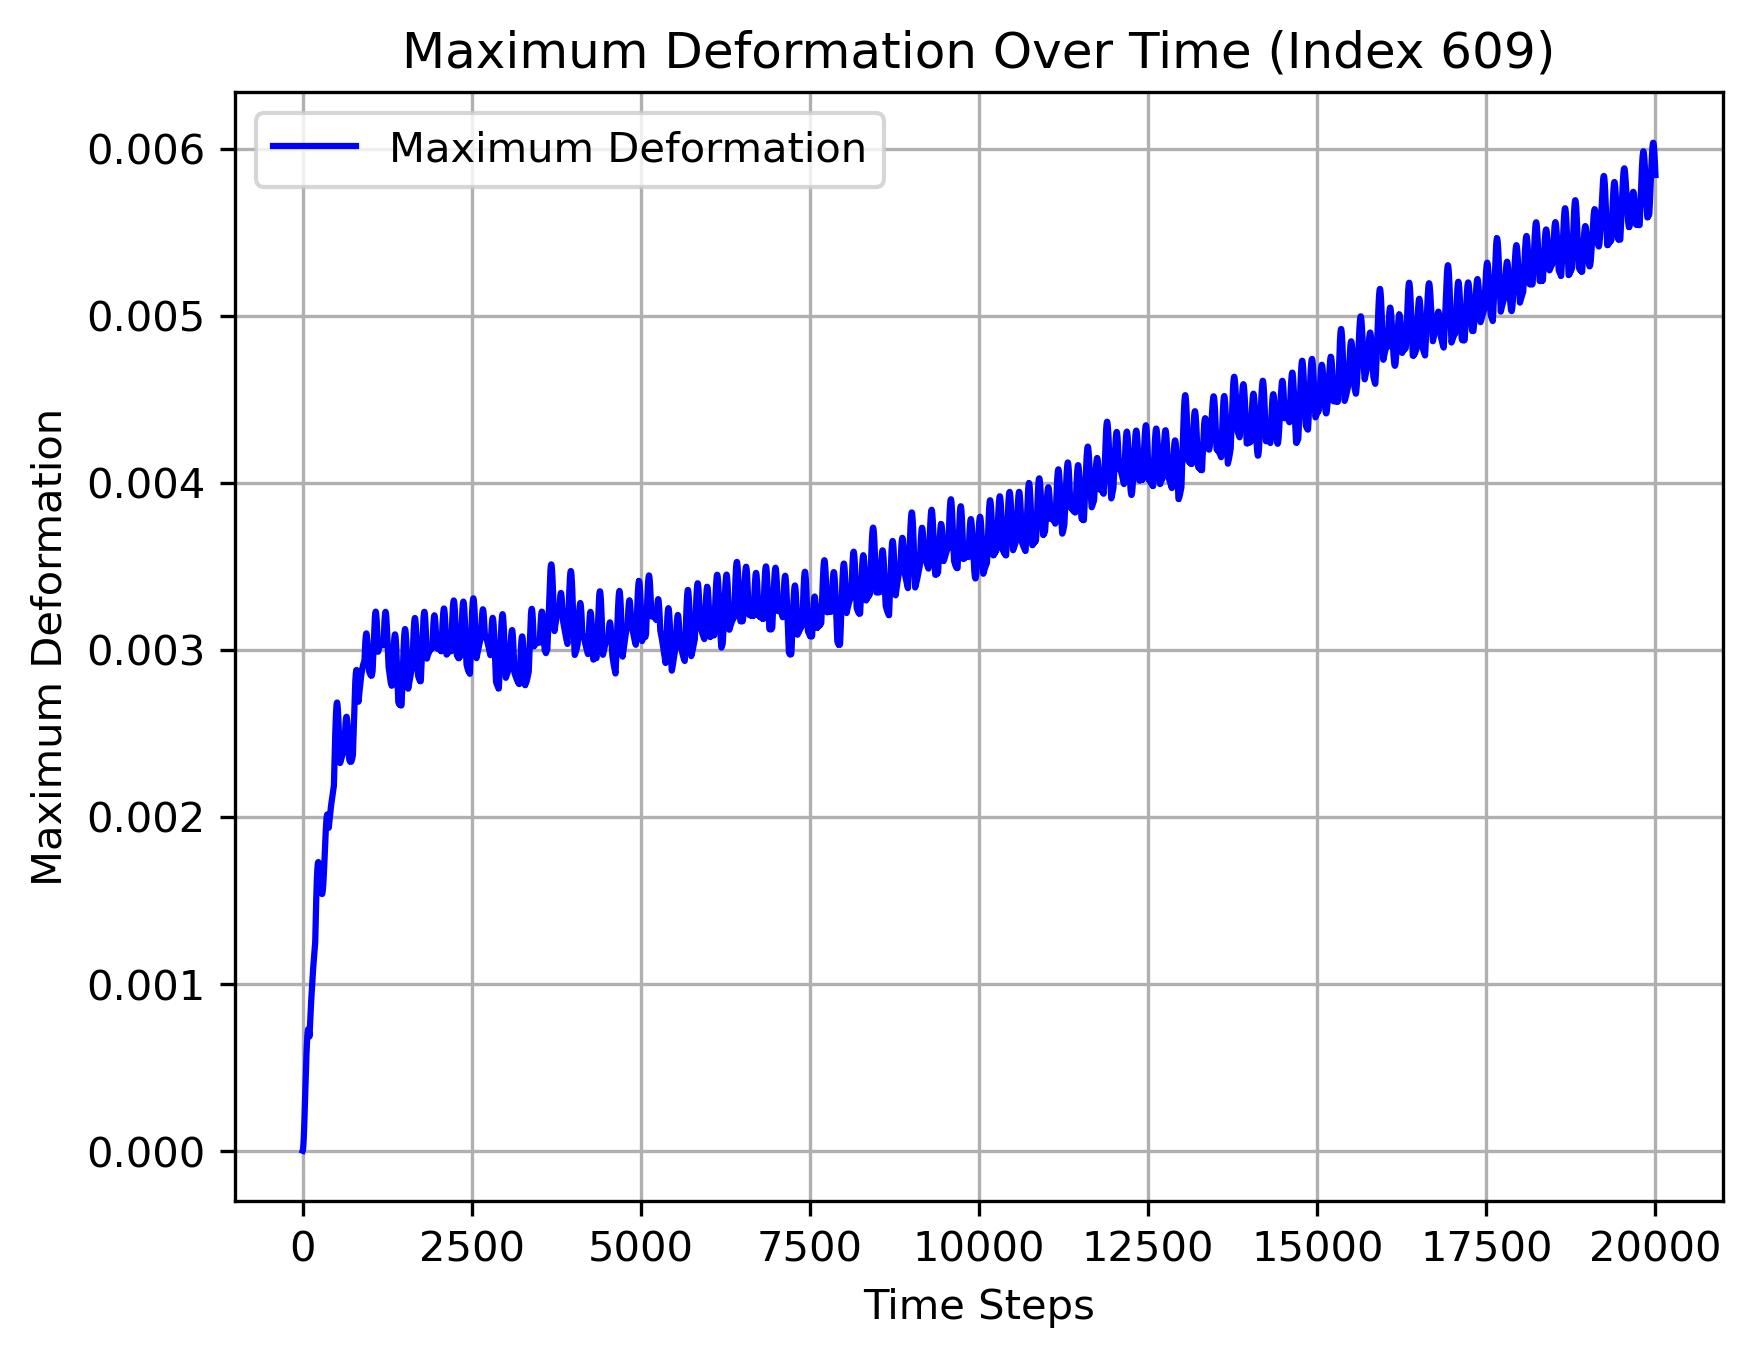 Maximum Deformation Over Time (Index 609)
Maximum Deformation
0.006
0.005
0.004
0.003
0.002
0.001
0.000
Maximum Deformation
0 2500 5000 7500 10000 12500 15000 17500 20000
Time Steps